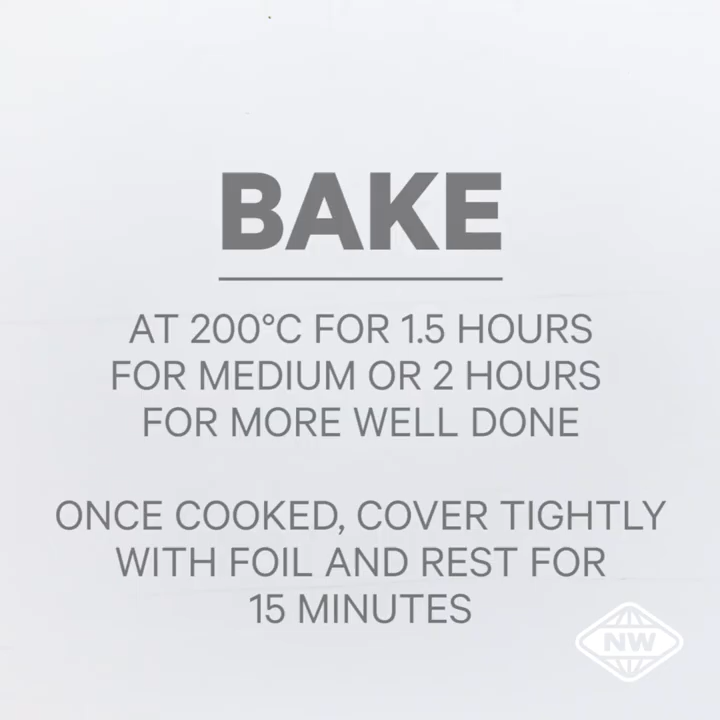 BAKE
AT 200°C FOR 1.5 HOURS
FOR MEDIUM OR 2 HOURS
FOR MORE WELL DONE
ONCE COOKED, COVER TIGHTLY
WITH FOIL AND REST FOR
15 MINUTES
NW